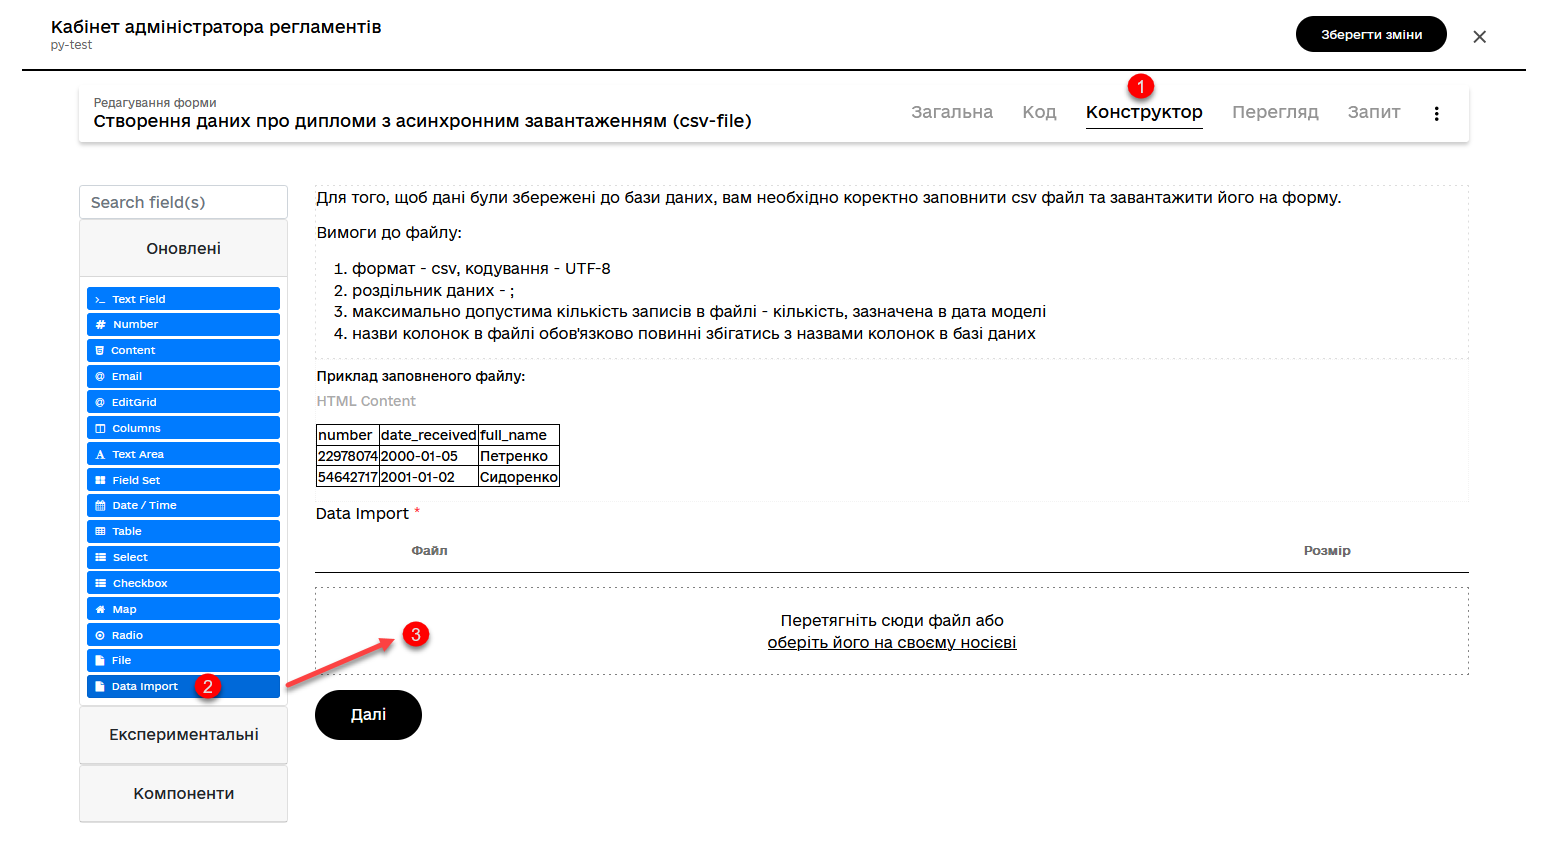 Кабінет адміністратора регламентів
py-test
Зберегти зміни
1
Редагування форми
Створення даних про дипломи з асинхронним завантаженням (csv-file)
Загальна
Код
Конструктор
Перегляд
Запит
Search field(s)
Оновлені
Text Field
Number
Content
Email
EditGrid
Columns
Text Area
Field Set
Date / Time
Table
Select
Checkbox
Map
Radio
File
Data Import
2
Експериментальні
Компоненти
Для того, щоб дані були збережені до бази даних, вам необхідно коректно заповнити csv файл та завантажити його на форму.
Вимоги до файлу:
1. формат - csv, кодування - UTF-8
2. роздільник даних - ;
3. максимально допустима кількість записів в файлі - кількість, зазначена в дата моделі
4. назви колонок в файлі обов'язково повинні збігатись з назвами колонок в базі даних
Приклад заповненого файлу:
HTML Content
number date_received full_name
22978074 2000-01-05 Петренко
54642717 2001-01-02 Сидоренко
Data Import *
Файл Розмір
3
Перетягніть сюди файл або
оберіть його на своєму носієві
Далі